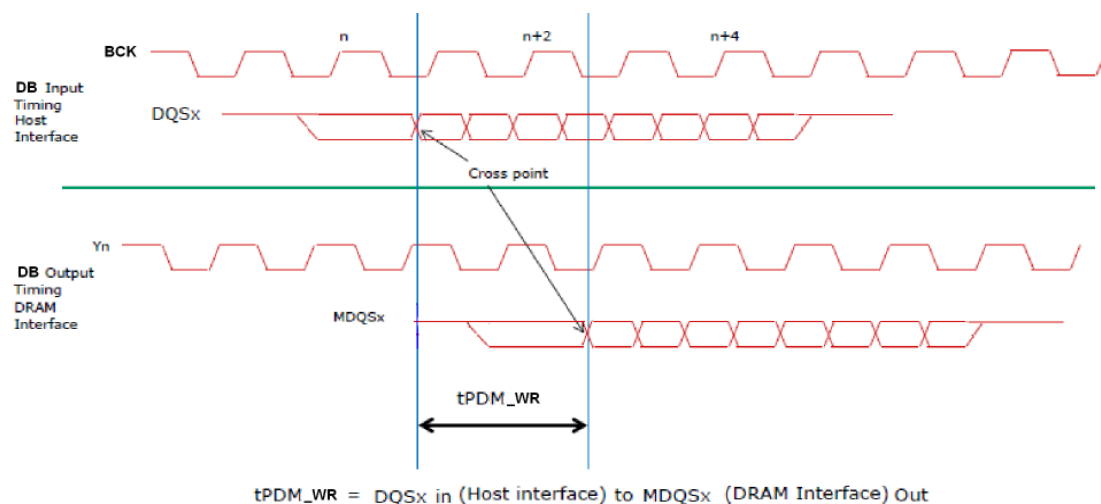 n n+2 n+4
BCK
DB Input
Timing
Host
Interface
DQSx
Cross point
Yn
DB Output
Timing
DRAM
Interface
MDQSx
tPDM_WR
tPDM_WR = DQSx in (Host interface) to MDQSx (DRAM Interface) Out